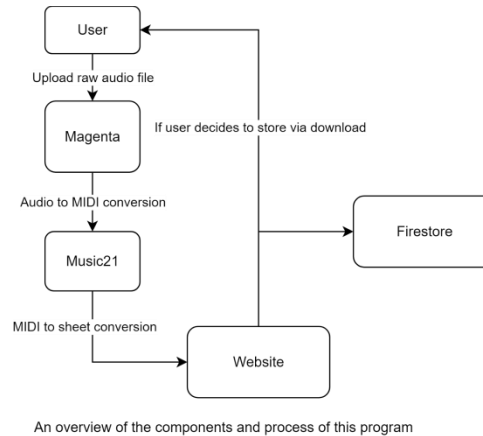 User
Upload raw audio file
Magenta
If user decides to store via download
Audio to MIDI conversion
Firestore
Music21
MIDI to sheet conversion
Website
An overview of the components and process of this program